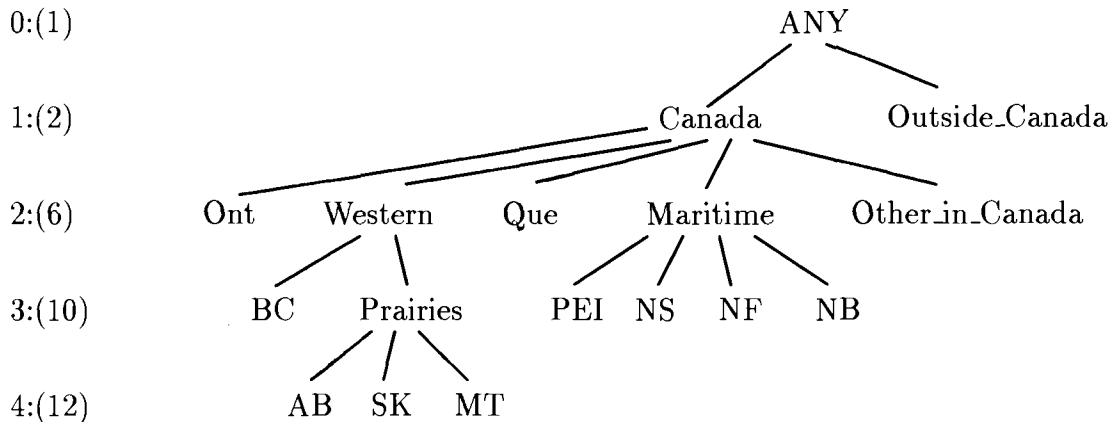 0:(1) ANY
1:(2) Canada Outside_Canada
2:(6) Ont Western Que Maritime Other_in_Canada
3:(10) BC Prairies PEI NS NF NB
4:(12) AB SK MT